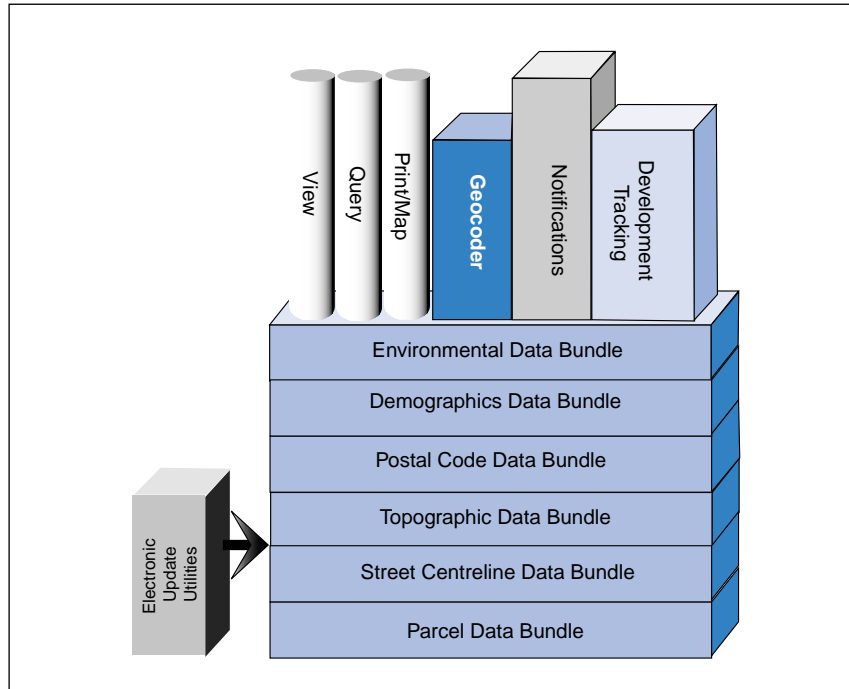 View
Query
Print/Map
Geocoder
Notifications
Development
Tracking
Environmental Data Bundle
Demographics Data Bundle
Postal Code Data Bundle
Topographic Data Bundle
Street Centreline Data Bundle
Parcel Data Bundle
Electronic
Update
Utilities